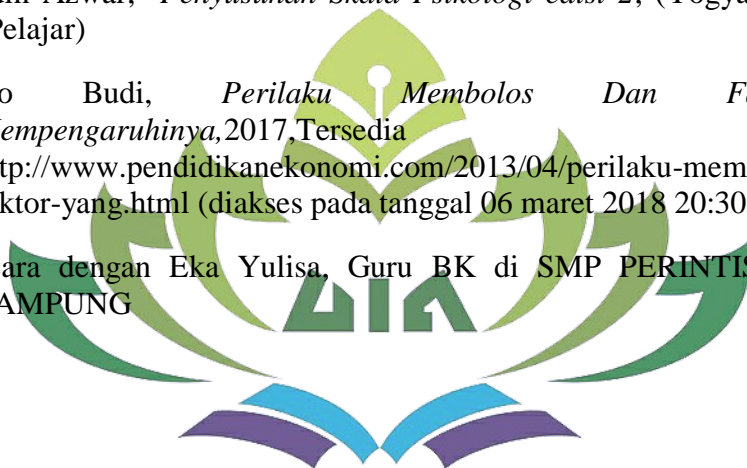 Azwar, Penyusunan Skala Psikologi edisi 2, (Yogya
Pelajar)
Budi, Perilaku Membolos Dan
Mempengaruhinya,2017,Tersedia
tp://www.pendidikanekonomi.com/2013/04/perilaku-mem
ktor-yang.html (diakses pada tanggal 06 maret 2018 20:30
ara dengan Eka Yulisa, Guru BK di SMP PERINTIS
AMPUNG
UIN